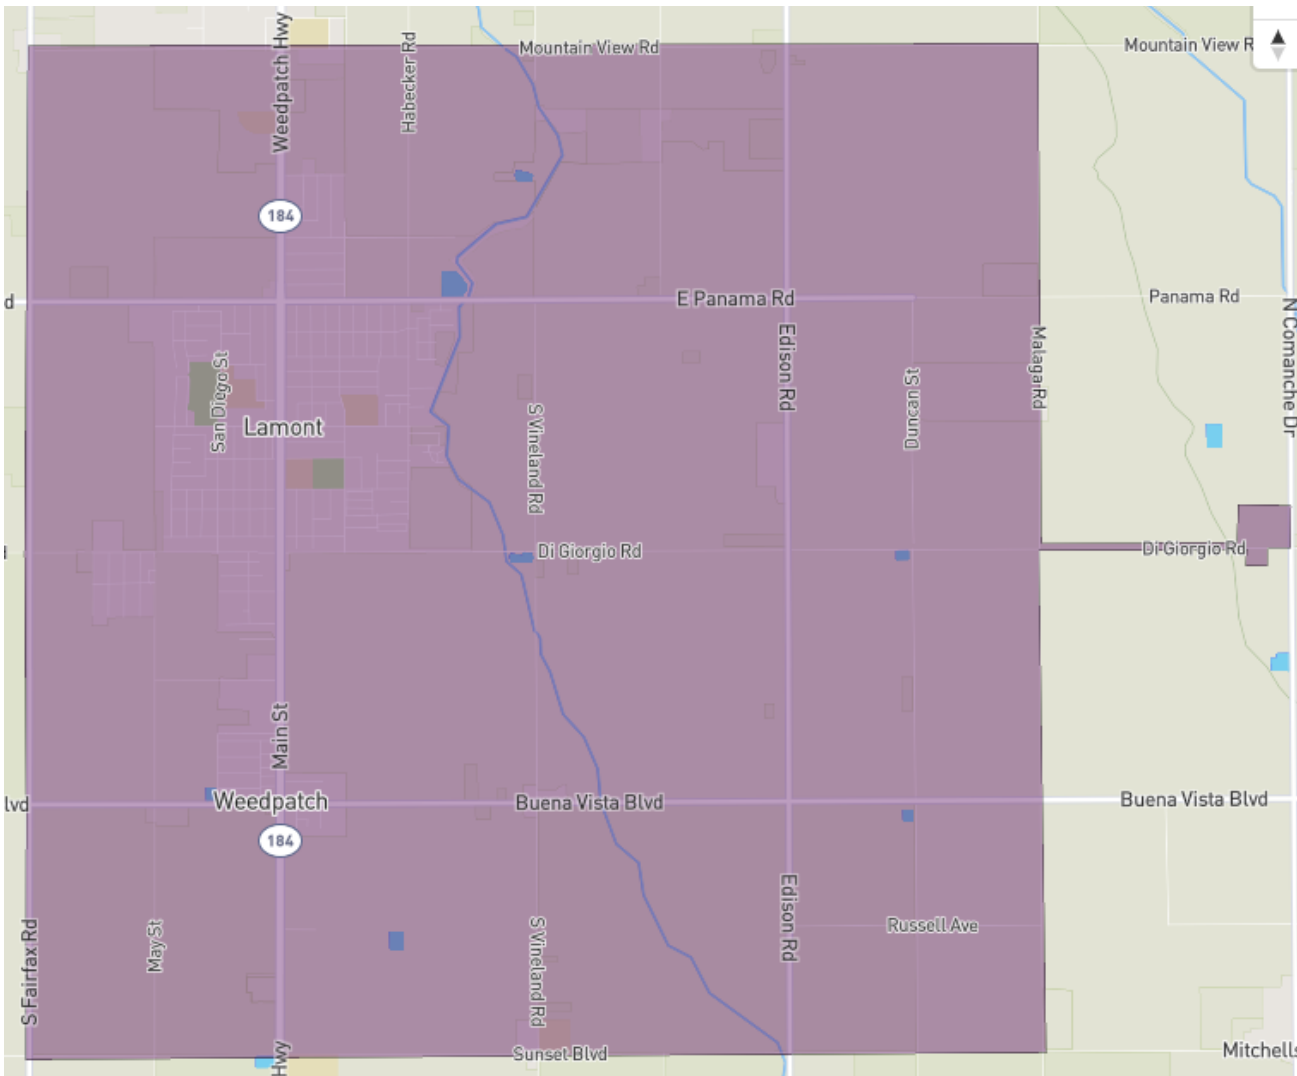 Mountain View Rd
Mountain View R
Weedpatch Hwy
Habecker Rd
184
d
E Panama Rd
Panama Rd
N Comanche Dr
Edison Rd
Malaga Rd
San Diego St
Duncan St
Lamont
S Vineland Rd
Di Giorgio Rd
Di Giorgio Rd
Main St
lvd
Weedpatch
Buena Vista Blvd
Buena Vista Blvd
184
S Fairfax Rd
May St
S Vineland Rd
Edison Rd
Russell Ave
Hwy
Sunset Blvd
Mitchells